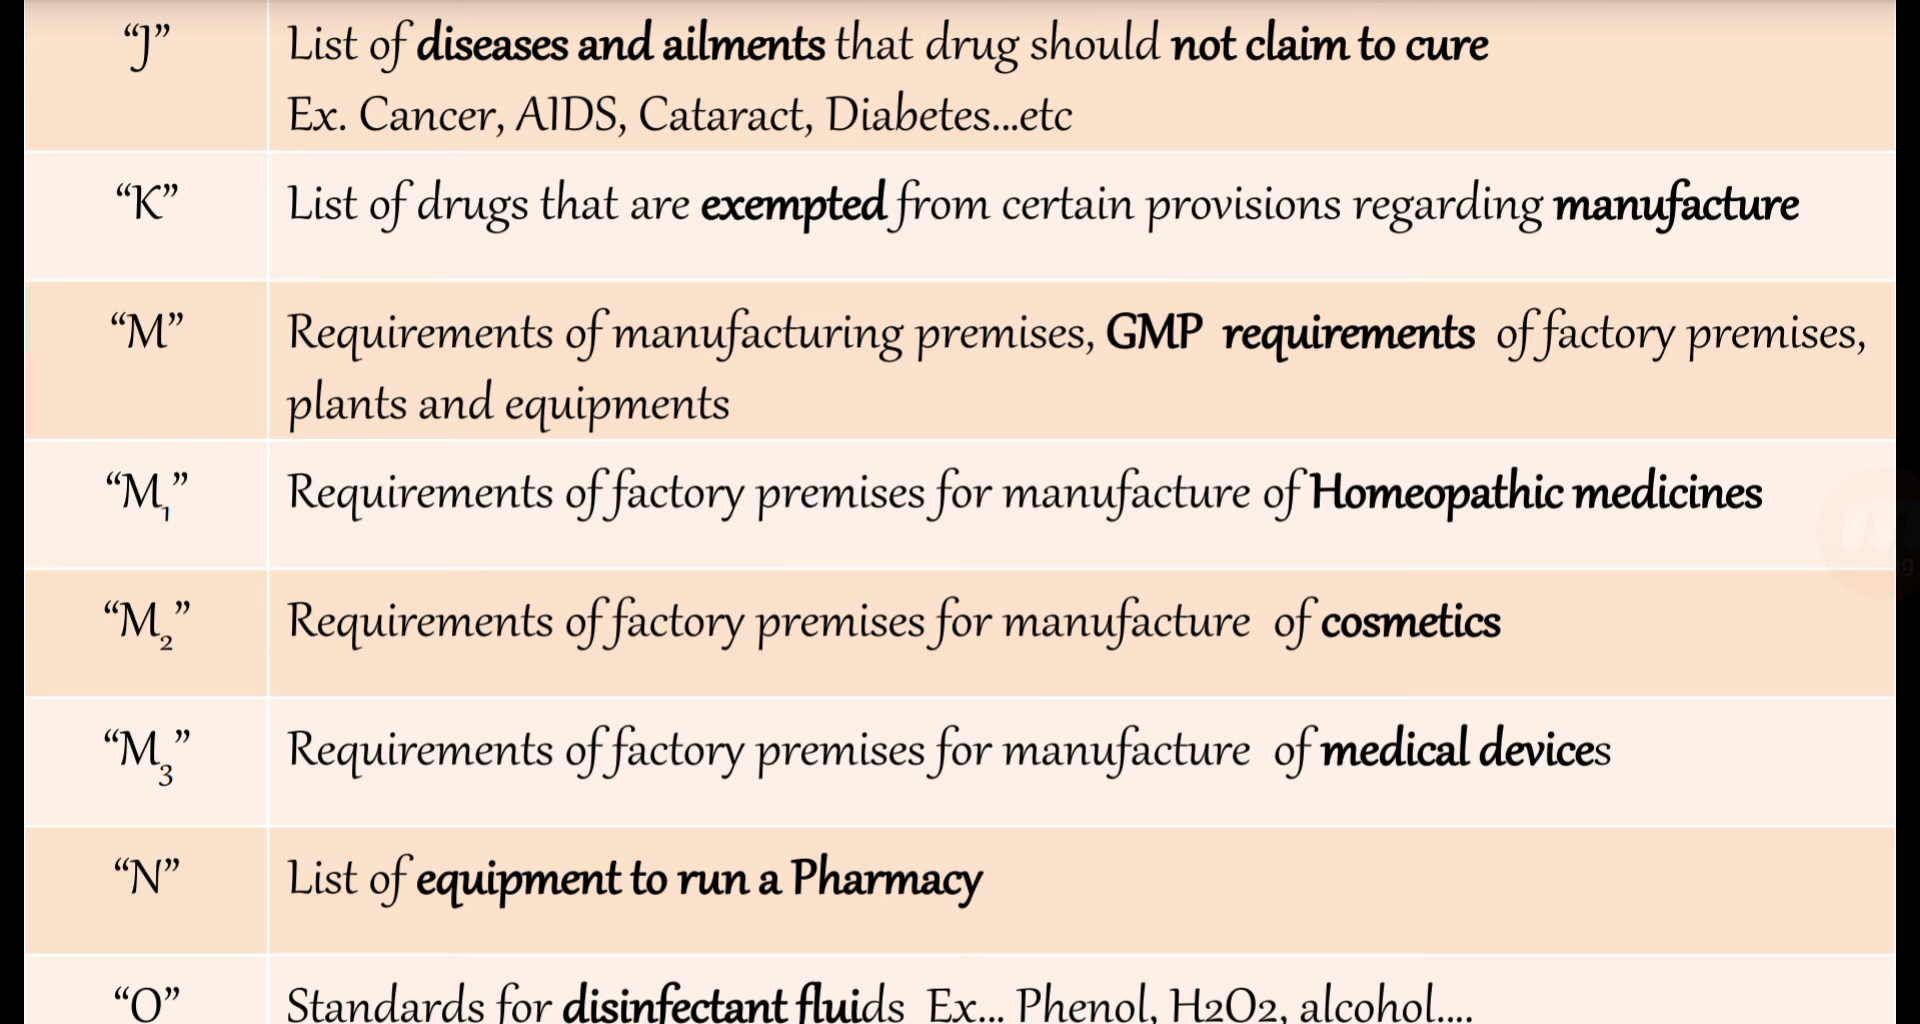 “J” List of diseases and ailments that drug should not claim to cure
Ex. Cancer, AIDS, Cataract, Diabetes...etc
“K” List of drugs that are exempted from certain provisions regarding manufacture
“M” Requirements of manufacturing premises, GMP requirements of factory premises,
plants and equipments
“M1” Requirements of factory premises for manufacture of Homeopathic medicines
“M2” Requirements of factory premises for manufacture of cosmetics
“M3” Requirements of factory premises for manufacture of medical devices
“N” List of equipment to run a Pharmacy
“O” Standards for disinfectant fluids Ex... Phenol, H2O2, alcohol....